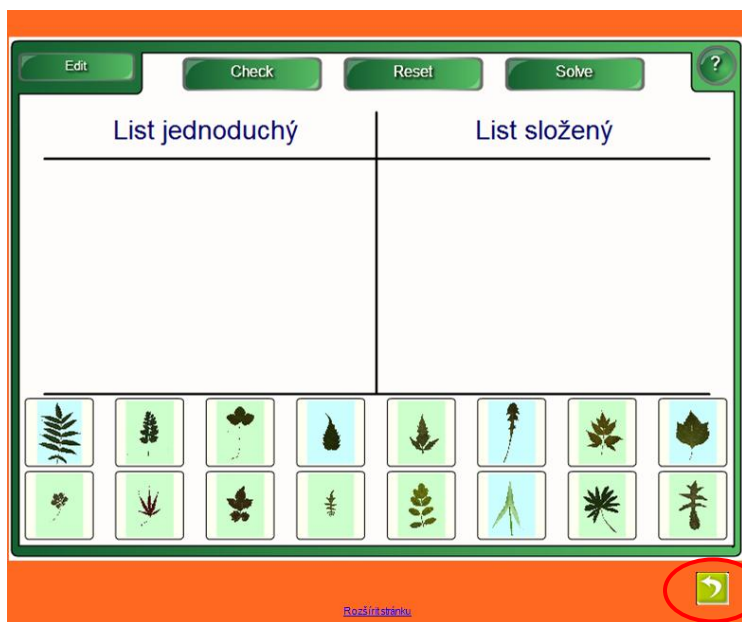 Edit
Check
Reset
Solve
?
List jednoduchý
List složený
Rozšířit stránku